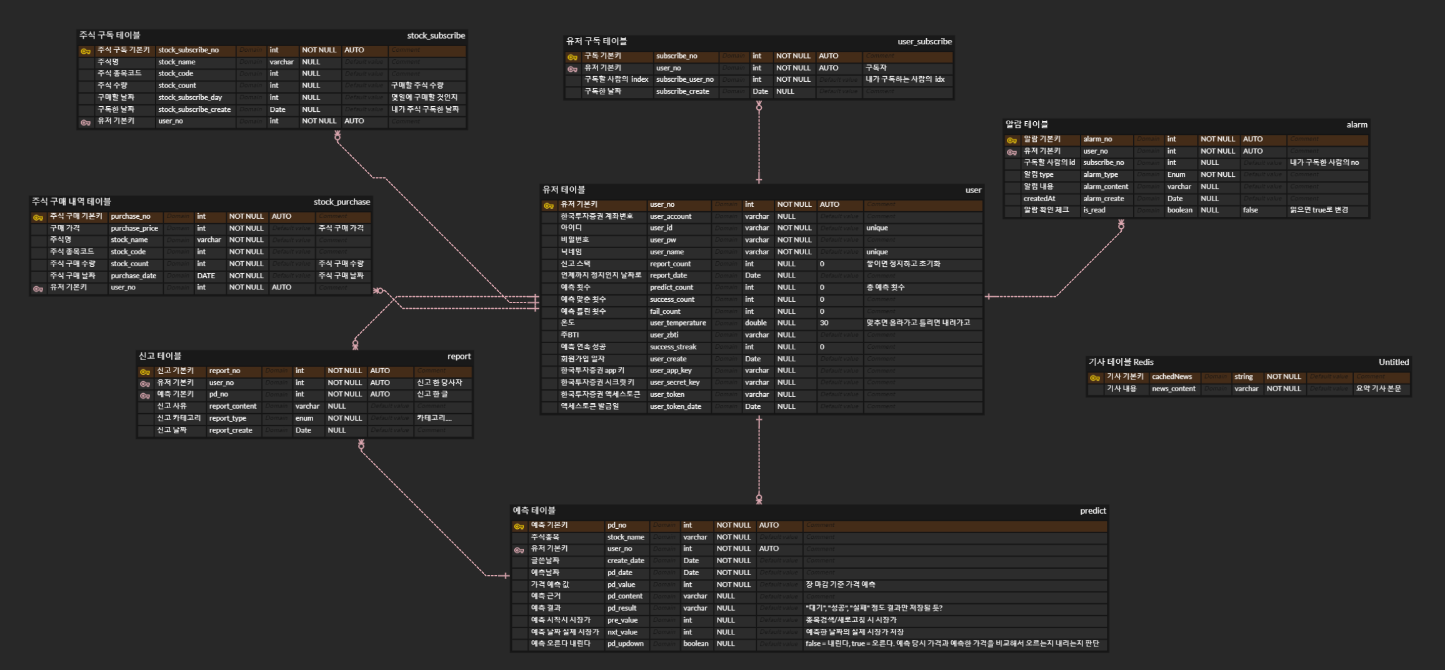 주식 구독 테이블 stock_subscribe
주식 구독 기본키 stock_subscribe_no Domain int NOT NULL AUTO Comment
주식명 stock_name Domain varchar NULL Default value Comment
주식 종목코드 stock_code Domain int NULL Default value Comment
주식 수량 stock_count Domain int NULL Default value 구매할 주식 수량
구매할 날짜 stock_subscribe_day Domain int NULL Default value 몇일에 구매할 것인지
구독한 날짜 stock_subscribe_create Domain Date NULL Default value 내가 주식 구독한 날짜
유저 기본키 user_no Domain int NOT NULL AUTO Comment
유저 구독 테이블 user_subscribe
구독 기본키 subscribe_no Domain int NOT NULL AUTO Comment
유저 기본키 user_no Domain int NOT NULL AUTO 구독자
구독할 사람의 index subscribe_user_no Domain int NOT NULL Default value 내가 구독하는 사람의 idx
구독한 날짜 subscribe_create Domain Date NULL Default value Comment
알람 테이블 alarm
알람 기본키 alarm_no Domain int NOT NULL AUTO Comment
유저 기본키 user_no Domain int NOT NULL AUTO Comment
구독할 사람의 id subscribe_no Domain int NULL Default value 내가 구독한 사람의 no
알림 type alarm_type Domain Enum NOT NULL Default value Comment
알림 내용 alarm_content Domain varchar NULL Default value Comment
createdAt alarm_create Domain Date NULL Default value Comment
알람 확인 체크 is_read Domain boolean NULL false 읽으면 true로 변경
주식 구매 내역 테이블 stock_purchase
주식 구매 기본키 purchase_no Domain int NOT NULL AUTO Comment
구매 가격 purchase_price Domain int NOT NULL Default value 주식 구매 가격
주식명 stock_name Domain varchar NOT NULL Default value Comment
주식 종목코드 stock_code Domain int NOT NULL Default value Comment
주식 구매 수량 stock_count Domain int NOT NULL Default value 주식 구매 수량
주식 구매 날짜 purchase_date Domain DATE NOT NULL Default value 주식 구매 날짜
유저 기본키 user_no Domain int NOT NULL AUTO Comment
유저 테이블 user
유저 기본키 user_no Domain int NOT NULL AUTO Comment
한국투자증권 계좌번호 user_account Domain varchar NULL Default value Comment
아이디 user_id Domain varchar NOT NULL Default value unique
비밀번호 user_pw Domain varchar NOT NULL Default value Comment
닉네임 user_name Domain varchar NOT NULL Default value unique
신고 스택 report_count Domain int NULL 0 쌓이면 정지하고 초기화
언제까지 정지인지 날짜로 report_date Domain Date NULL Default value Comment
예측 횟수 predict_count Domain int NULL 0 총 예측 횟수
예측 맞춘 횟수 success_count Domain int NULL 0 Comment
예측 틀린 횟수 fail_count Domain int NULL 0 Comment
온도 user_temperature Domain double NULL 30 맞추면 올라가고 틀리면 내려가고
주BTI user_zbti Domain varchar NULL Default value Comment
예측 연속 성공 success_streak Domain int NULL 0 Comment
회원가입 일자 user_create Domain Date NULL Default value Comment
한국투자증권 app 키 user_app_key Domain varchar NULL Default value Comment
한국투자증권 시크릿 키 user_secret_key Domain varchar NULL Default value Comment
한국투자증권 액세스토큰 user_token Domain varchar NULL Default value Comment
액세스토큰 발급일 user_token_date Domain Date NULL Default value Comment
신고 테이블 report
신고 기본키 report_no Domain int NOT NULL AUTO Comment
유저 기본키 user_no Domain int NOT NULL AUTO 신고 한 당사자
예측 기본키 pd_no Domain int NOT NULL AUTO 신고 한 글
신고 사유 report_content Domain varchar NULL Default value Comment
신고 카테고리 report_type Domain enum NOT NULL Default value 카테고리...
신고 날짜 report_create Domain Date NULL Default value Comment
기사 테이블 Redis Untitled
기사 기본키 cachedNews Domain string NOT NULL Default value Comment
기사 내용 news_content Domain varchar NOT NULL Default value 요약 기사 본문
예측 테이블 predict
예측 기본키 pd_no Domain int NOT NULL AUTO Comment
주식종목 stock_name Domain varchar NOT NULL Default value Comment
유저 기본키 user_no Domain int NOT NULL AUTO Comment
글쓴날짜 create_date Domain Date NOT NULL Default value Comment
예측날짜 pd_date Domain Date NOT NULL Default value Comment
가격 예측 값 pd_value Domain int NOT NULL Default value 장 마감 기준 가격 예측
예측 근거 pd_content Domain varchar NULL Default value Comment
예측 결과 pd_result Domain varchar NULL Default value "대기", "성공", "실패" 정도 결과만 저장될 듯?
예측 시작시 시장가 pre_value Domain int NULL Default value 종목검색/새로고침 시 시장가
예측 날짜 실제 시장가 nxt_value Domain int NULL Default value 예측한 날짜의 실제 시장가 저장
예측 오른다 내린다 pd_updown Domain boolean NULL Default value false = 내린다, true = 오른다. 예측 당시 가격과 예측한 가격을 비교해서 오르는지 내리는지 판단